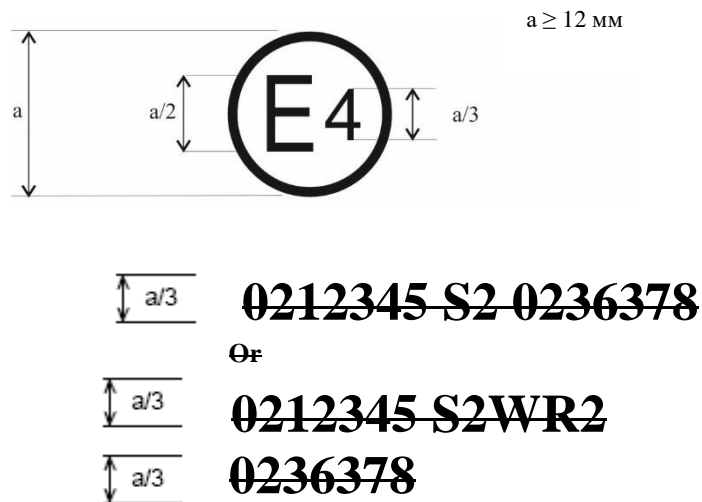 a ≥ 12 мм
a
a/2
E4
a/3
a/3
0212345 S2 0236378
Or
a/3
0212345 S2WR2
a/3
0236378